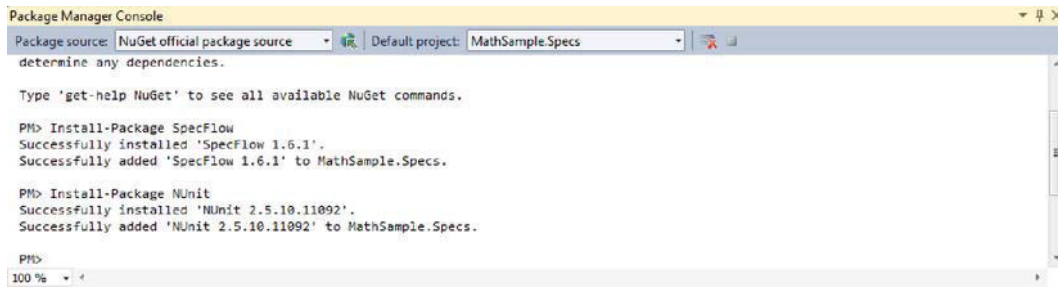 Package Manager Console
Package source: NuGet official package source Default project: MathSample.Specs
determine any dependencies.
Type 'get-help NuGet' to see all available NuGet commands.
PM> Install-Package SpecFlow
Successfully installed 'SpecFlow 1.6.1'.
Successfully added 'SpecFlow 1.6.1' to MathSample.Specs.
PM> Install-Package NUnit
Successfully installed 'NUnit 2.5.10.11092'.
Successfully added 'NUnit 2.5.10.11092' to MathSample.Specs.
PM>
100 %